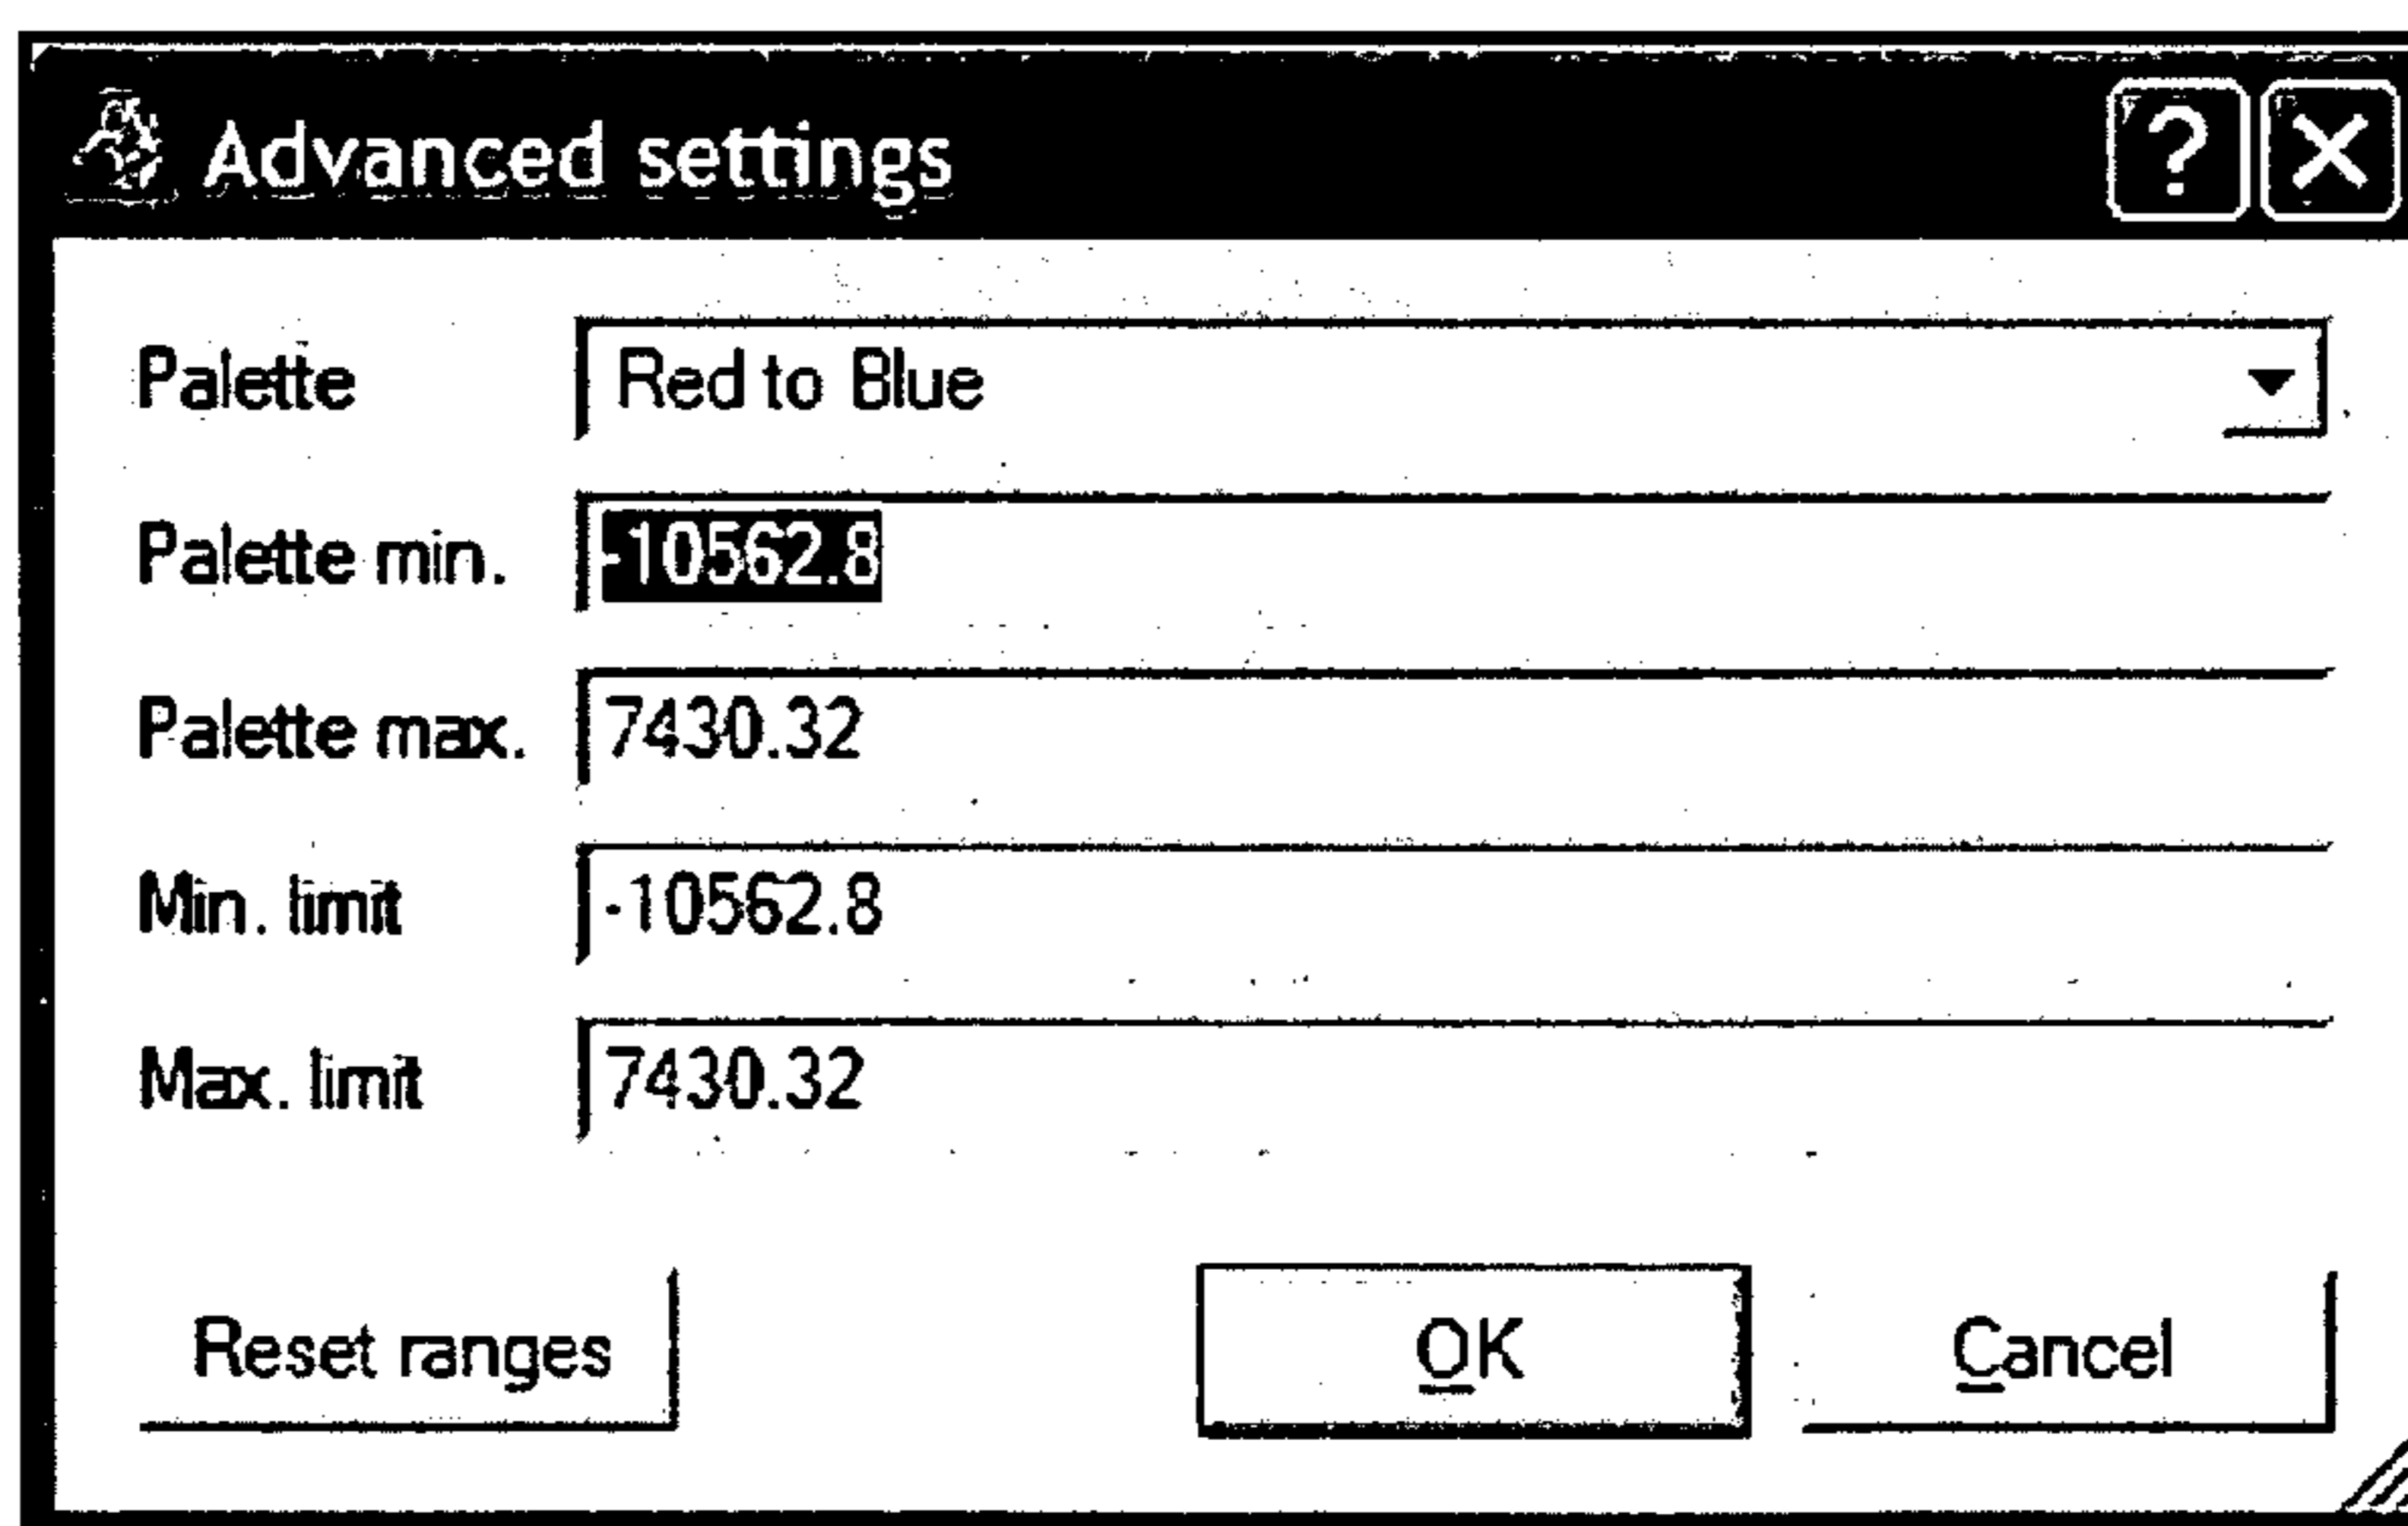 Advanced settings
Palette Red to Blue
Palette min. -10562.8
Palette max. 7430.32
Min. limit -10562.8
Max. limit 7430.32
Reset ranges OK Cancel